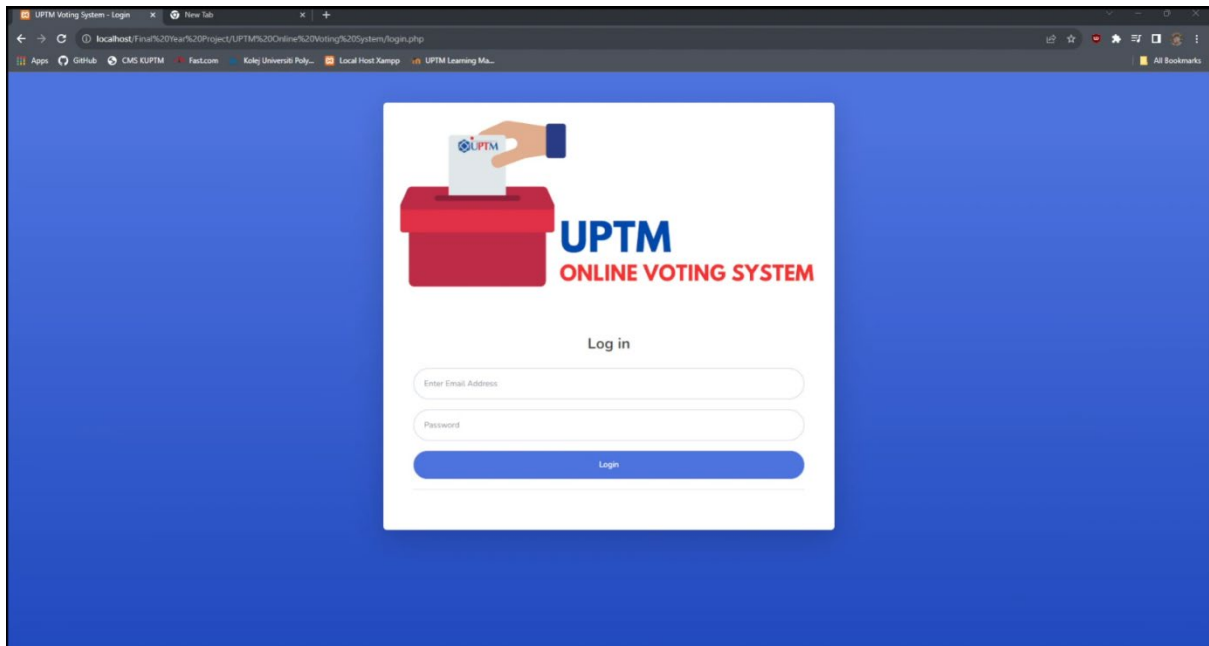 UPTM Voting System - Login
New Tab
localhost/Final%20Year%20Project/UPTM%20Online%20Voting%20System/login.php
Apps GitHub CMS KUPTM Fast.com Kolej Universiti Poly... Local Host Xampp UPTM Learning Ma... All Bookmarks
UPTM
UPTM
ONLINE VOTING SYSTEM
Log in
Enter Email Address
Password
Login